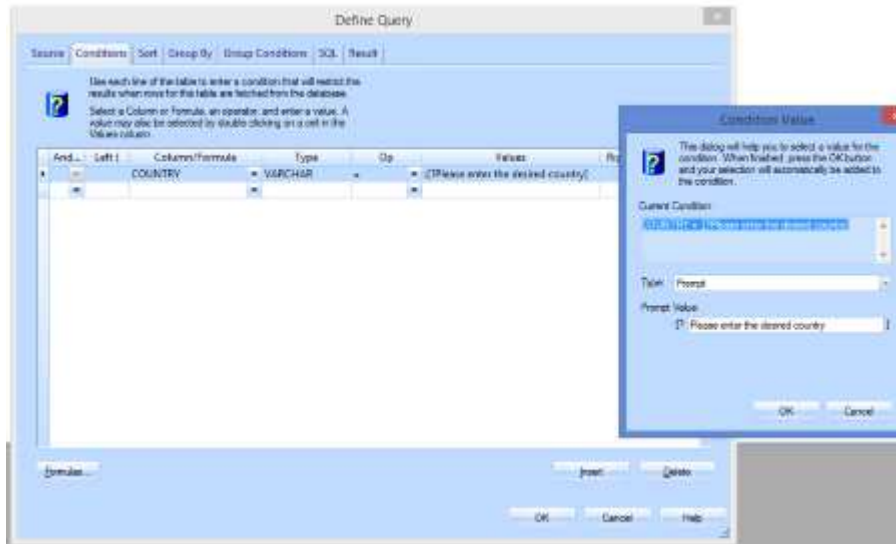 Define Query
Source Conditions Sort Group By Group Conditions SQL Result
Use each line of the table to enter a condition that will restrict the
results when rows for this table are fetched from the database.
Select a Column or Formula, an operator, and enter a value. A
value may also be selected by double clicking on a cell in the
Values column.
And... Left ( Column/Formula Type Op Values
COUNTRY VARCHAR = [?Please enter the desired country]
Formulas... Insert Delete
OK Cancel Help
Condition Value
This dialog will help you to select a value for the
condition. When finished, press the OK button
and your selection will automatically be added to
the condition.
Current Condition
COUNTRY = [?Please enter the desired country
Type: Prompt
Prompt Value
[? Please enter the desired country ]
OK Cancel